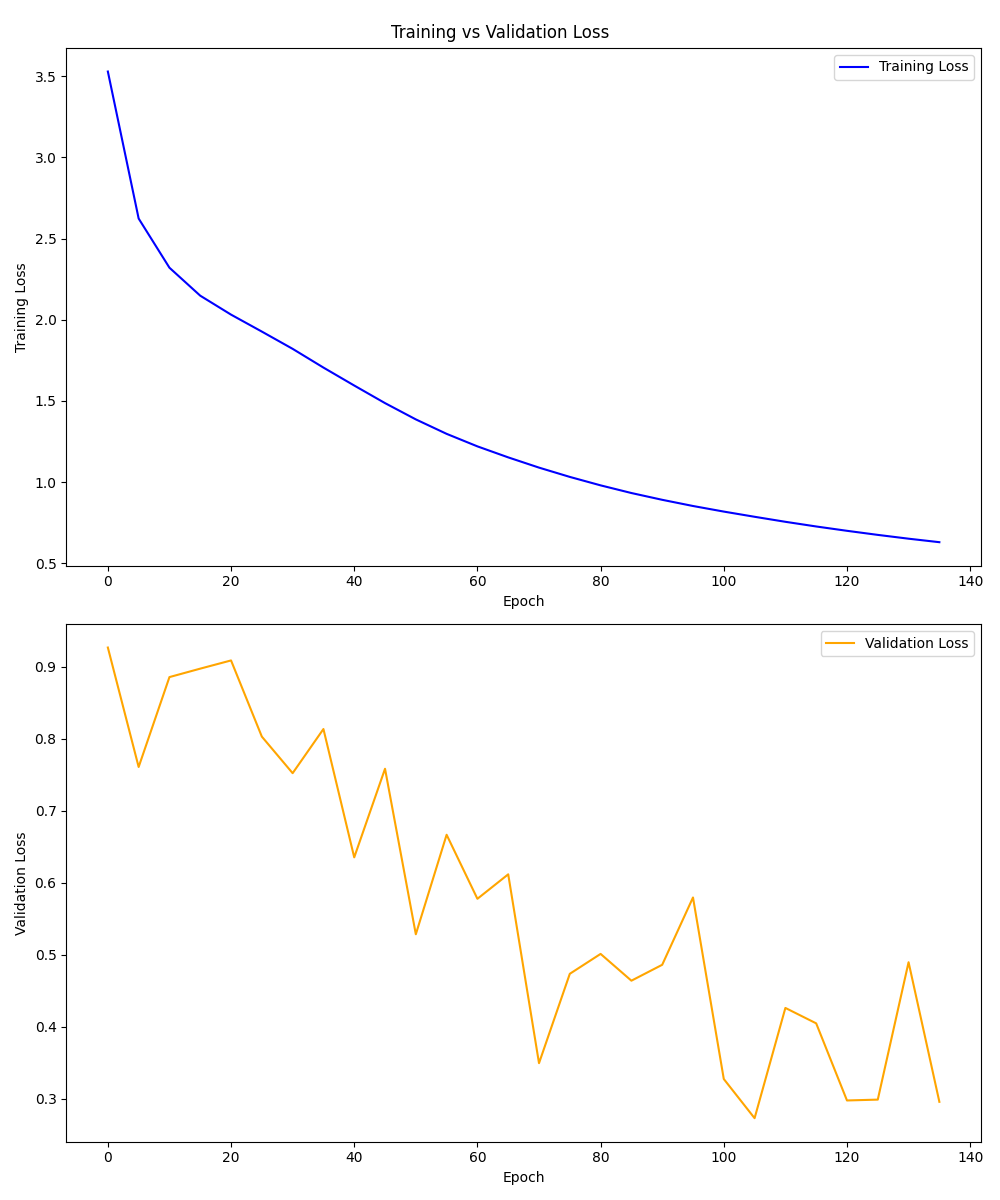 Training vs Validation Loss
Training Loss
3.5
3.0
2.5
2.0
1.5
1.0
0.5
Training Loss
0 20 40 60 80 100 120 140
Epoch
Validation Loss
0.9
0.8
0.7
0.6
0.5
0.4
0.3
Validation Loss
0 20 40 60 80 100 120 140
Epoch